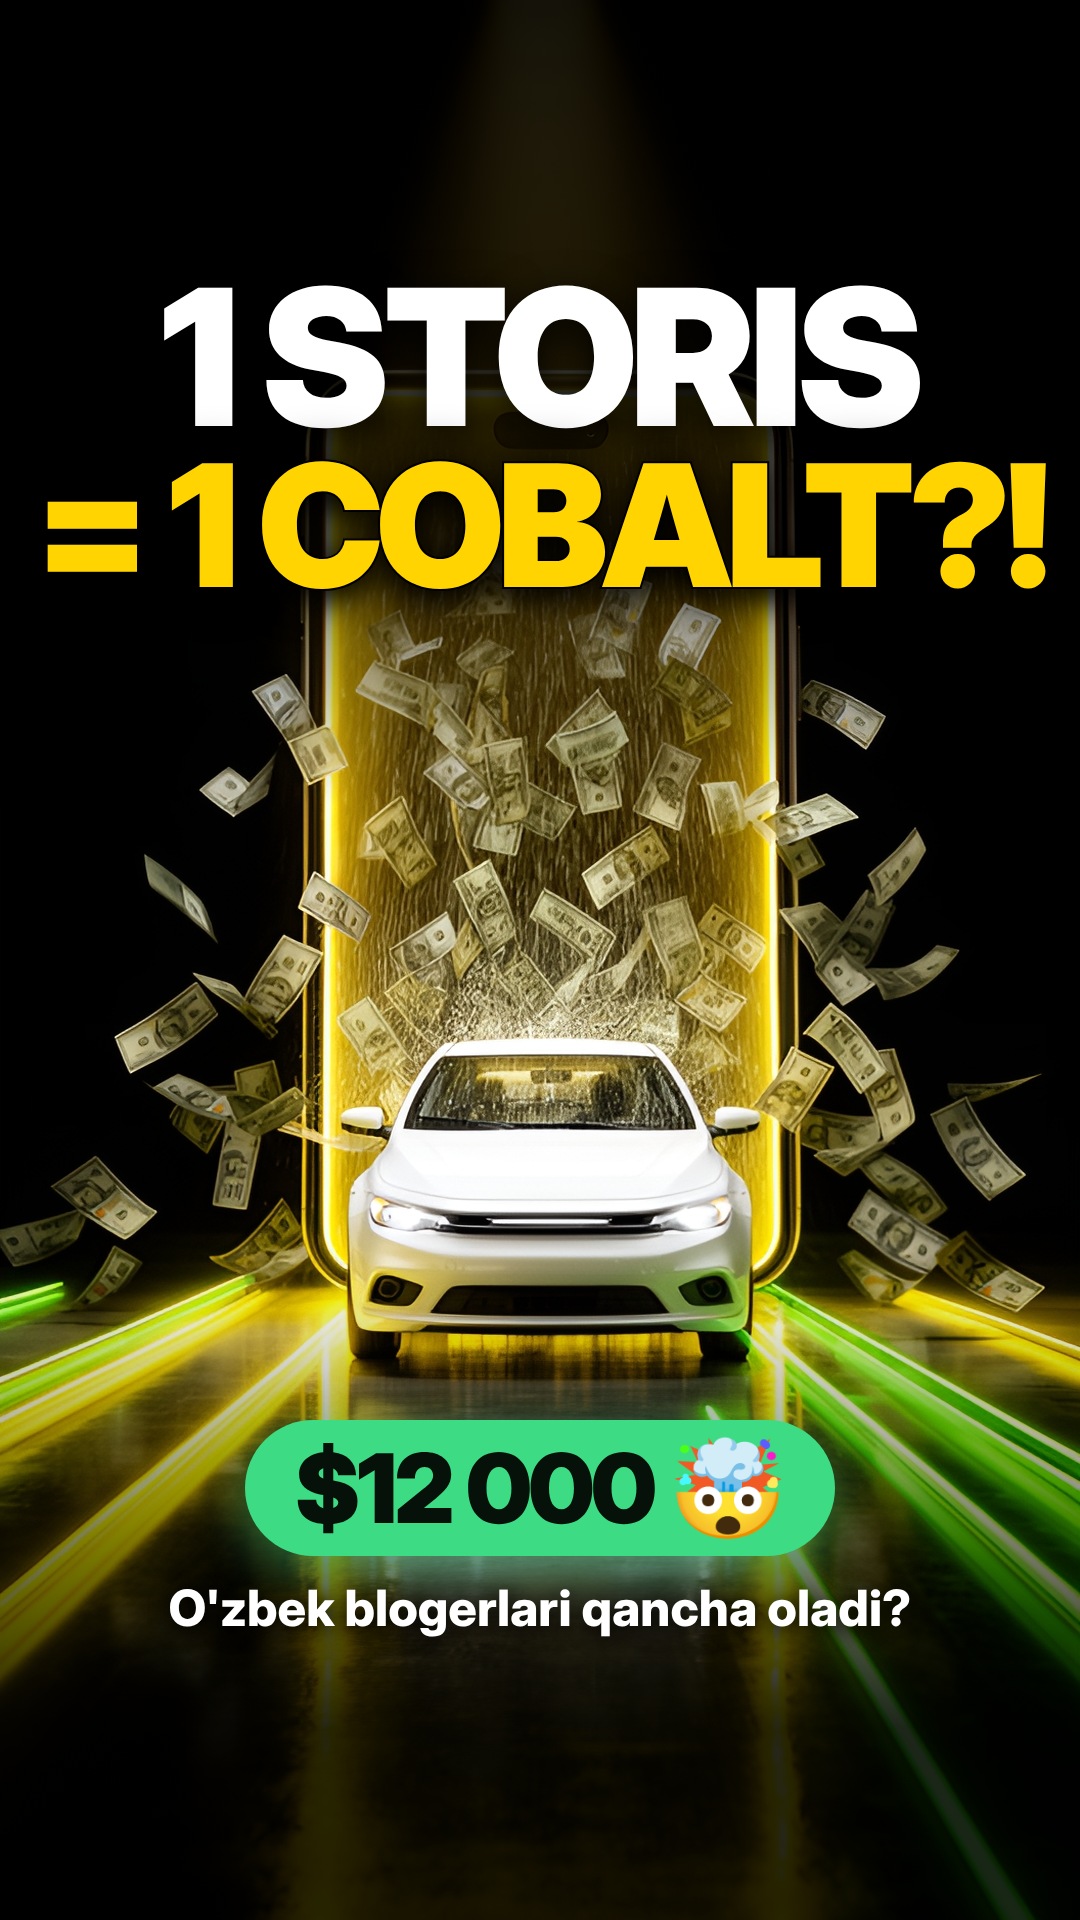 1 STORIS
= 1 COBALT?!
$12 000 🤯
O'zbek blogerlari qancha oladi?